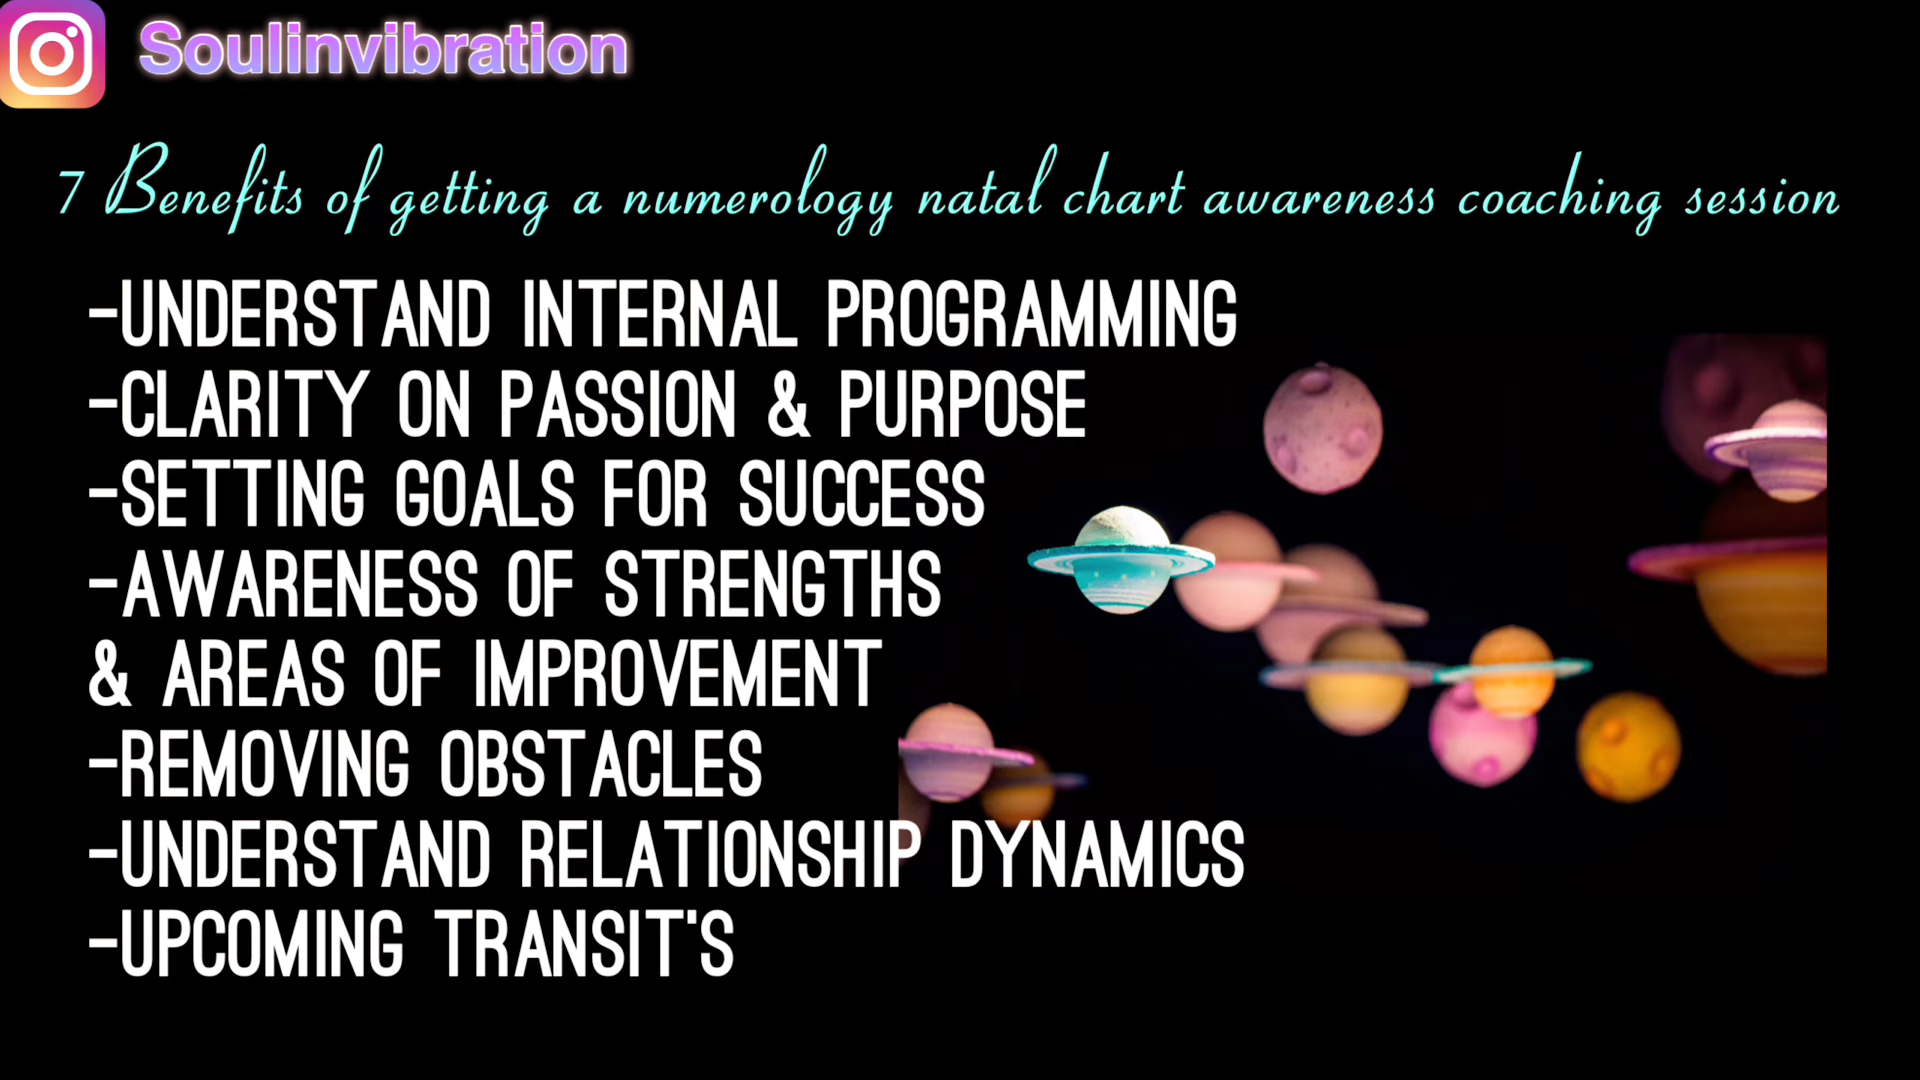 Soulinvibration
7 Benefits of getting a numerology natal chart awareness coaching session
-UNDERSTAND INTERNAL PROGRAMMING
-CLARITY ON PASSION & PURPOSE
-SETTING GOALS FOR SUCCESS
-AWARENESS OF STRENGTHS
& AREAS OF IMPROVEMENT
-REMOVING OBSTACLES
-UNDERSTAND RELATIONSHIP DYNAMICS
-UPCOMING TRANSIT'S